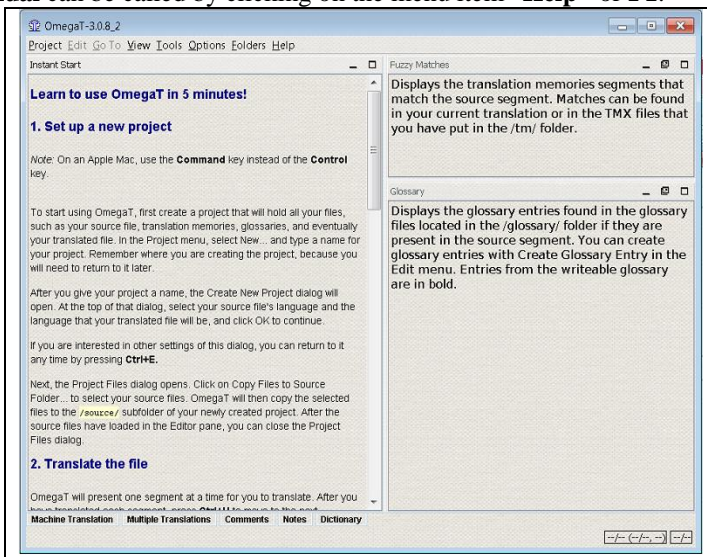 OmegaT-3.0.8_2
Project Edit Go To View Tools Options Folders Help
Instant Start
Learn to use OmegaT in 5 minutes!
1. Set up a new project
Note: On an Apple Mac, use the Command key instead of the Control
key.
To start using OmegaT, first create a project that will hold all your files,
such as your source file, translation memories, glossaries, and eventually
your translated file. In the Project menu, select New... and type a name for
your project. Remember where you are creating the project, because you
will need to return to it later.
After you give your project a name, the Create New Project dialog will
open. At the top of that dialog, select your source file's language and the
language that your translated file will be, and click OK to continue.
If you are interested in other settings of this dialog, you can return to it
any time by pressing Ctrl+E.
Next, the Project Files dialog opens. Click on Copy Files to Source
Folder... to select your source files. OmegaT will then copy the selected
files to the /source/ subfolder of your newly created project. After the
source files have loaded in the Editor pane, you can close the Project
Files dialog.
2. Translate the file
OmegaT will present one segment at a time for you to translate. After you
Fuzzy Matches
Displays the translation memories segments that
match the source segment. Matches can be found
in your current translation or in the TMX files that
you have put in the /tm/ folder.
Glossary
Displays the glossary entries found in the glossary
files located in the /glossary/ folder if they are
present in the source segment. You can create
glossary entries with Create Glossary Entry in the
Edit menu. Entries from the writeable glossary
are in bold.
Machine Translation Multiple Translations Comments Notes Dictionary
--/-- (--/--, --) --/--